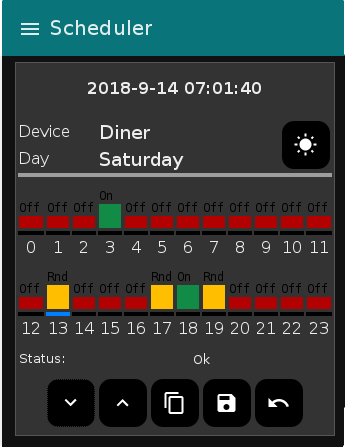 Scheduler
2018-9-14 07:01:40
Device Diner
Day Saturday
On
Off Off Off Off Off Off Off Off Off Off Off
0 1 2 3 4 5 6 7 8 9 10 11
Rnd Rnd On Rnd
Off Off Off Off Off Off Off Off
12 13 14 15 16 17 18 19 20 21 22 23
Status: Ok